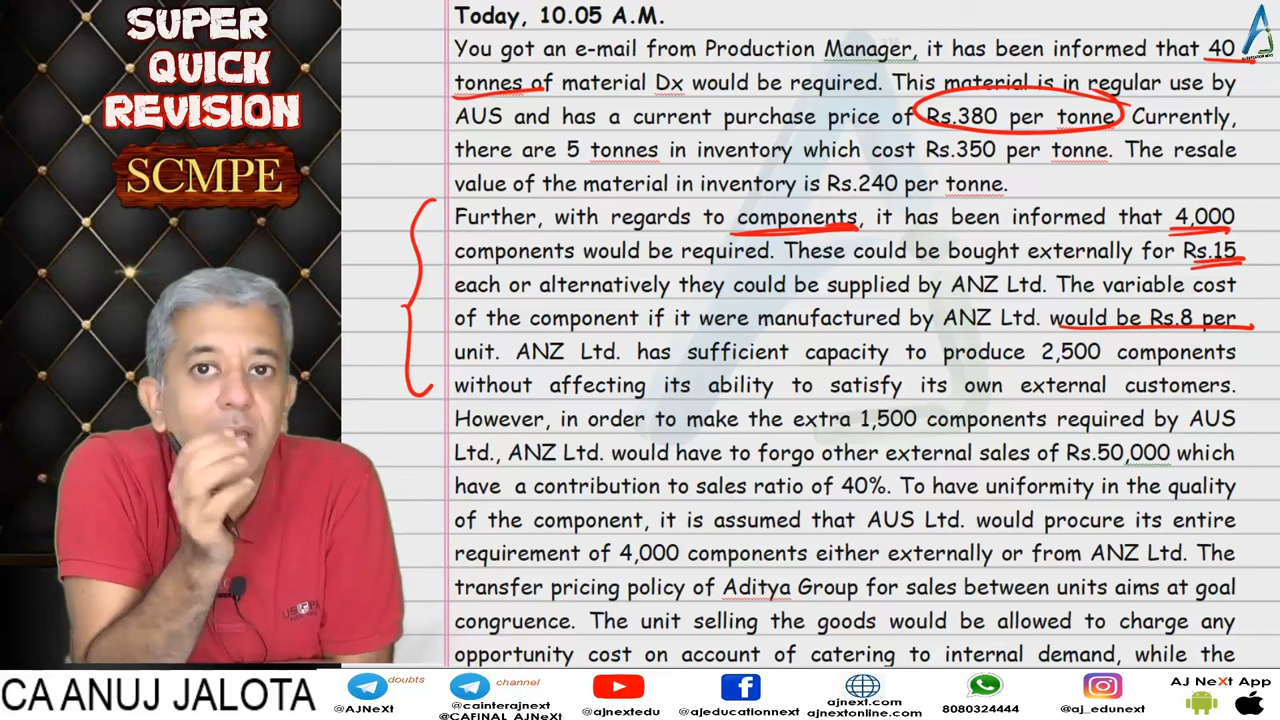 SUPER
QUICK
REVISION
SCMPE
Today, 10.05 A.M.
You got an e-mail from Production Manager, it has been informed that 40
tonnes of material Dx would be required. This material is in regular use by
AUS and has a current purchase price of Rs.380 per tonne. Currently,
there are 5 tonnes in inventory which cost Rs.350 per tonne. The resale
value of the material in inventory is Rs.240 per tonne.
Further, with regards to components, it has been informed that 4,000
components would be required. These could be bought externally for Rs.15
each or alternatively they could be supplied by ANZ Ltd. The variable cost
of the component if it were manufactured by ANZ Ltd. would be Rs.8 per
unit. ANZ Ltd. has sufficient capacity to produce 2,500 components
without affecting its ability to satisfy its own external customers.
However, in order to make the extra 1,500 components required by AUS
Ltd., ANZ Ltd. would have to forgo other external sales of Rs.50,000 which
have a contribution to sales ratio of 40%. To have uniformity in the quality
of the component, it is assumed that AUS Ltd. would procure its entire
requirement of 4,000 components either externally or from ANZ Ltd. The
transfer pricing policy of Aditya Group for sales between units aims at goal
congruence. The unit selling the goods would be allowed to charge any
opportunity cost on account of catering to internal demand, while the
CA ANUJ JALOTA
doubts
@AJNeXt
channel
@cainterajnext
@CAFINAL_AJNeXt
@ajnextedu
@ajeducationnext
ajnext.com
ajnextonline.com
8080324444
@aj_edunext
AJ NeXt App